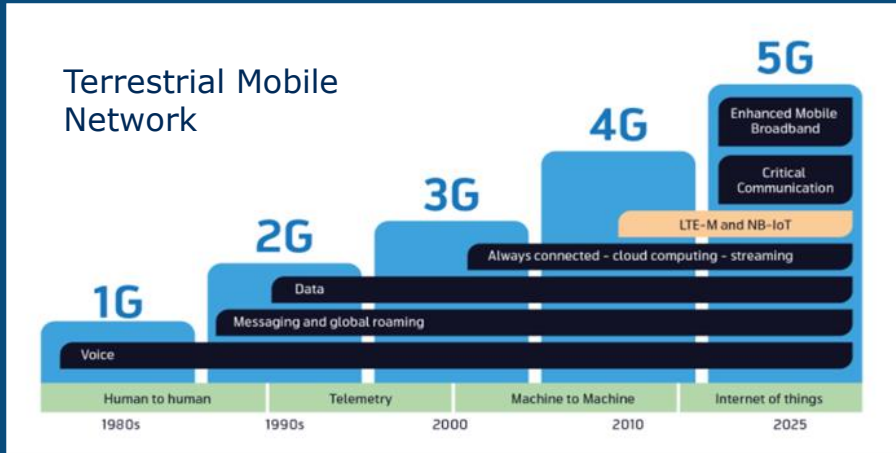 Terrestrial Mobile
Network
5G
Enhanced Mobile
Broadband
4G
Critical
Communication
3G
LTE-M and NB-IoT
2G
Always connected - cloud computing - streaming
1G
Data
Messaging and global roaming
Voice
Human to human
Telemetry
Machine to Machine
Internet of things
1980s
1990s
2000
2010
2025